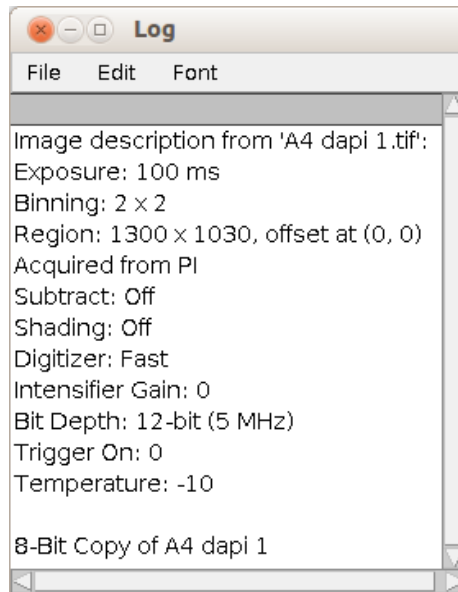 Log
File Edit Font
Image description from 'A4 dapi 1.tif':
Exposure: 100 ms
Binning: 2 x 2
Region: 1300 x 1030, offset at (0, 0)
Acquired from PI
Subtract: Off
Shading: Off
Digitizer: Fast
Intensifier Gain: 0
Bit Depth: 12-bit (5 MHz)
Trigger On: 0
Temperature: -10
8-Bit Copy of A4 dapi 1